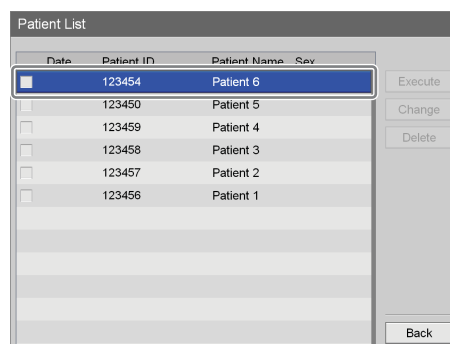 Patient List
Date Patient ID Patient Name Sex
123454 Patient 6 Execute
123450 Patient 5 Change
123459 Patient 4
Delete
123458 Patient 3
123457 Patient 2
123456 Patient 1
Back